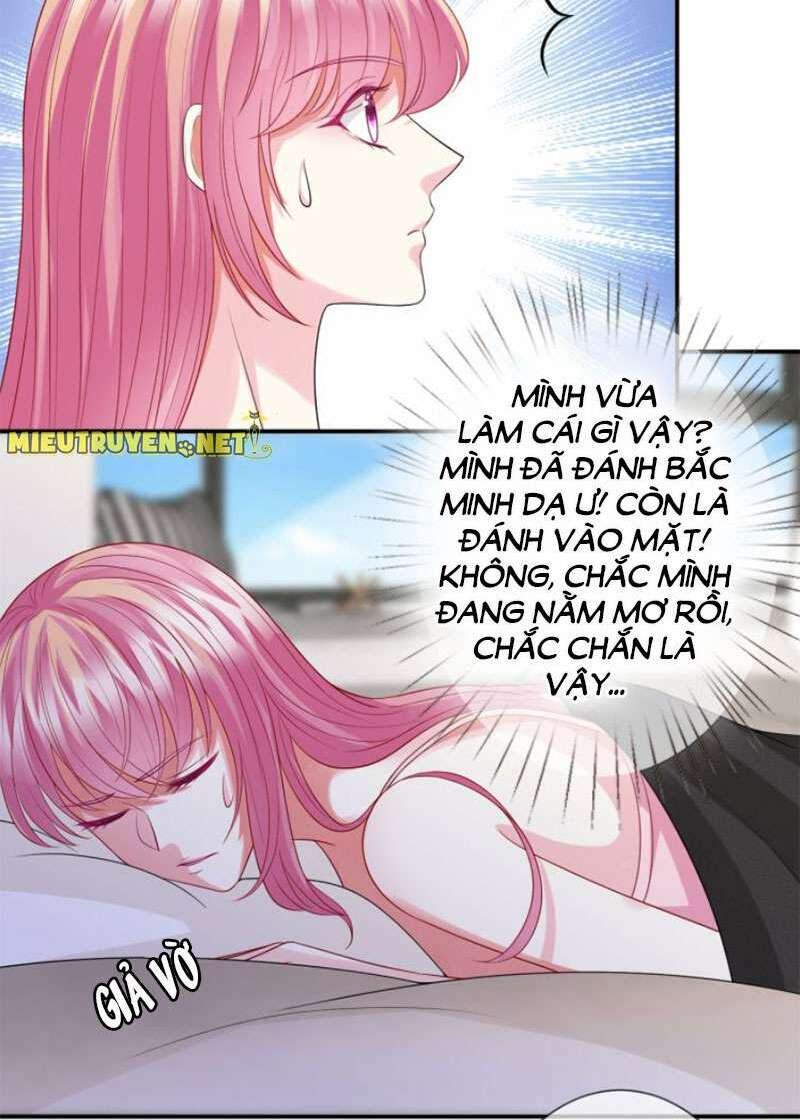 MIEUTRUYEN.NET
MÌNH VỪA
LÀM CÁI GÌ VẬY?
MÌNH ĐÃ ĐÁNH BẮC
MINH DẠ Ư! CÒN LÀ
ĐÁNH VÀO MẶT!
KHÔNG, CHẮC MÌNH
ĐANG NẰM MƠ RỒI,
CHẮC CHẮN LÀ
VẬY...
GIẢ VỜ